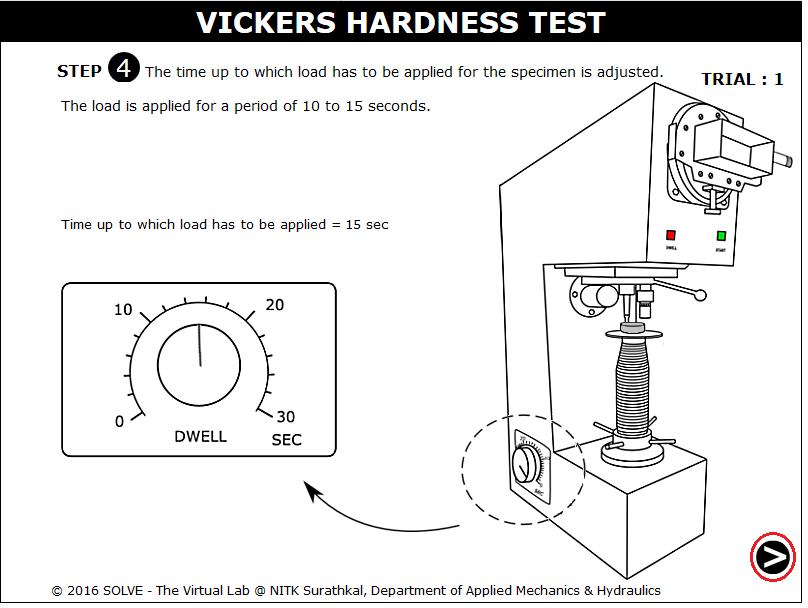 VICKERS HARDNESS TEST
STEP 4 The time up to which load has to be applied for the specimen is adjusted.
TRIAL : 1
The load is applied for a period of 10 to 15 seconds.
Time up to which load has to be applied = 15 sec
DWELL
START
10
20
0
30
DWELL
SEC
SEC
© 2016 SOLVE - The Virtual Lab @ NITK Surathkal, Department of Applied Mechanics & Hydraulics